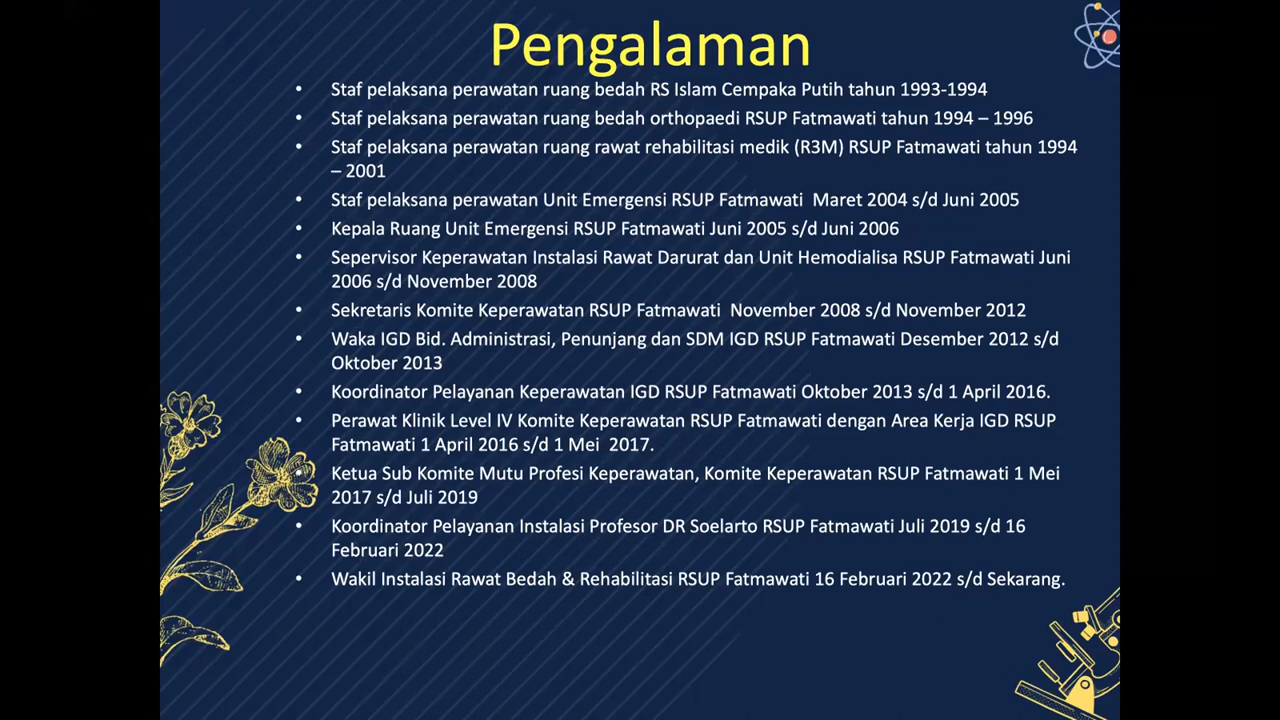 Pengalaman
• Staf pelaksana perawatan ruang bedah RS Islam Cempaka Putih tahun 1993-1994
• Staf pelaksana perawatan ruang bedah orthopaedi RSUP Fatmawati tahun 1994 – 1996
• Staf pelaksana perawatan ruang rawat rehabilitasi medik (R3M) RSUP Fatmawati tahun 1994
– 2001
• Staf pelaksana perawatan Unit Emergensi RSUP Fatmawati  Maret 2004 s/d Juni 2005
• Kepala Ruang Unit Emergensi RSUP Fatmawati Juni 2005 s/d Juni 2006
• Sepervisor Keperawatan Instalasi Rawat Darurat dan Unit Hemodialisa RSUP Fatmawati Juni
2006 s/d November 2008
• Sekretaris Komite Keperawatan RSUP Fatmawati  November 2008 s/d November 2012
• Waka IGD Bid. Administrasi, Penunjang dan SDM IGD RSUP Fatmawati Desember 2012 s/d
Oktober 2013
• Koordinator Pelayanan Keperawatan IGD RSUP Fatmawati Oktober 2013 s/d 1 April 2016.
• Perawat Klinik Level IV Komite Keperawatan RSUP Fatmawati dengan Area Kerja IGD RSUP
Fatmawati 1 April 2016 s/d 1 Mei  2017.
• Ketua Sub Komite Mutu Profesi Keperawatan, Komite Keperawatan RSUP Fatmawati 1 Mei
2017 s/d Juli 2019
• Koordinator Pelayanan Instalasi Profesor DR Soelarto RSUP Fatmawati Juli 2019 s/d 16
Februari 2022
• Wakil Instalasi Rawat Bedah & Rehabilitasi RSUP Fatmawati 16 Februari 2022 s/d Sekarang.